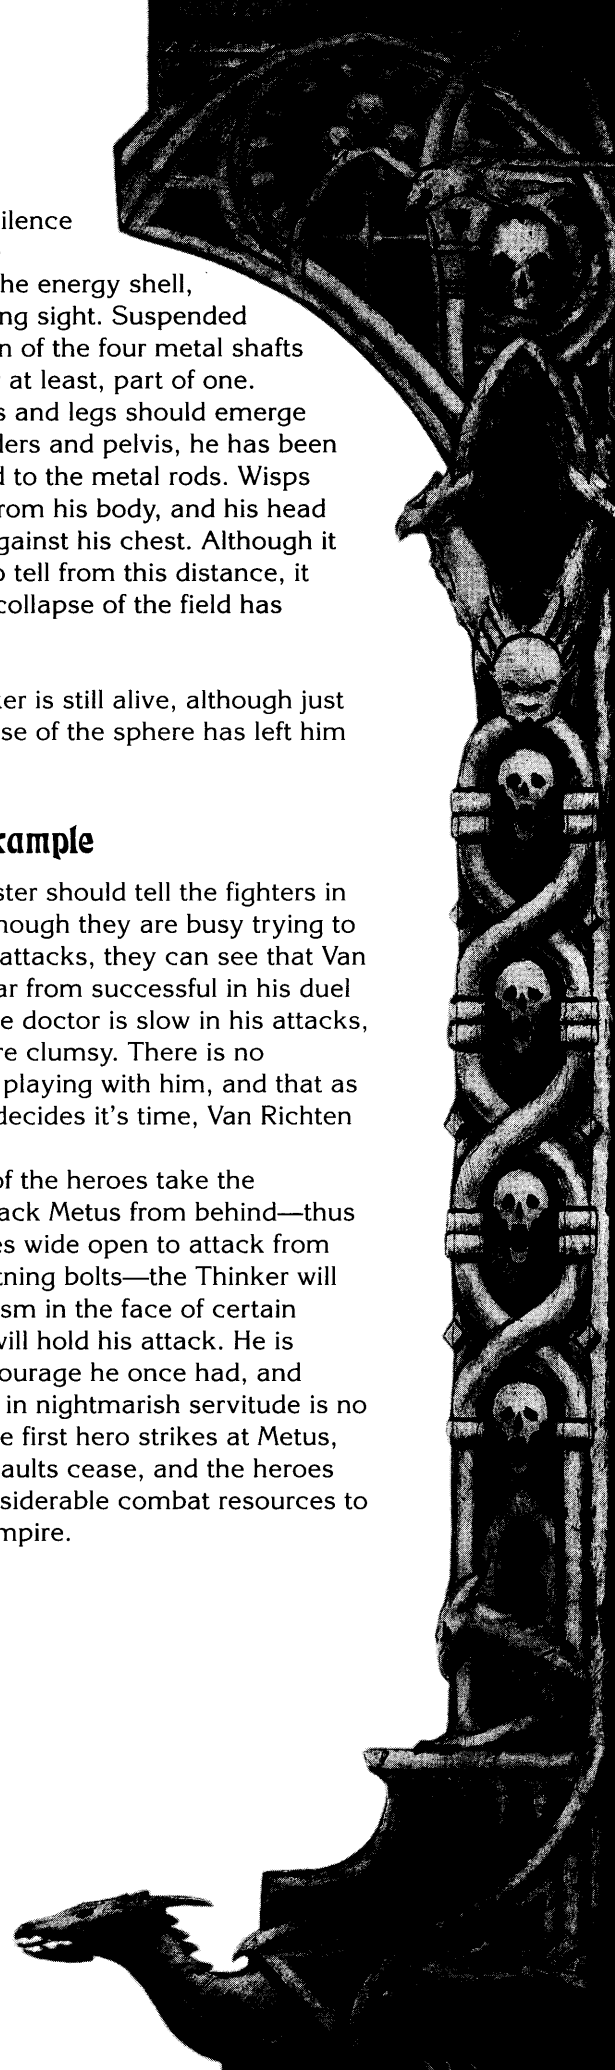 ilence
he energy shell,
ng sight. Suspended
n of the four metal shafts
at least, part of one.
s and legs should emerge
lers and pelvis, he has been
d to the metal rods. Wisps
rom his body, and his head
gainst his chest. Although it
o tell from this distance, it
collapse of the field has
ker is still alive, although just
se of the sphere has left him
xample
ster should tell the fighters in
hough they are busy trying to
attacks, they can see that Van
ar from successful in his duel
e doctor is slow in his attacks,
re clumsy. There is no
playing with him, and that as
decides it's time, Van Richten
of the heroes take the
ack Metus from behind—thus
es wide open to attack from
tning bolts—the Thinker will
sm in the face of certain
will hold his attack. He is
ourage he once had, and
in nightmarish servitude is no
e first hero strikes at Metus,
aults cease, and the heroes
siderable combat resources to
mpire.